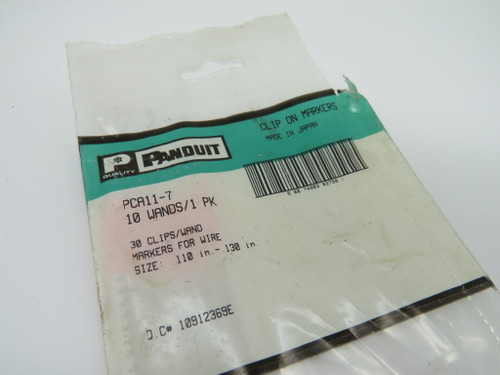 CLIP ON MARKERS
MADE IN JAPAN
P
QUALITY
PANDUIT
PCA11-7
10 WANDS/1 PK
30 CLIPS/WAND
MARKERS FOR WIRE
SIZE: .110 in.-.130 in
Q.C# 10912369E